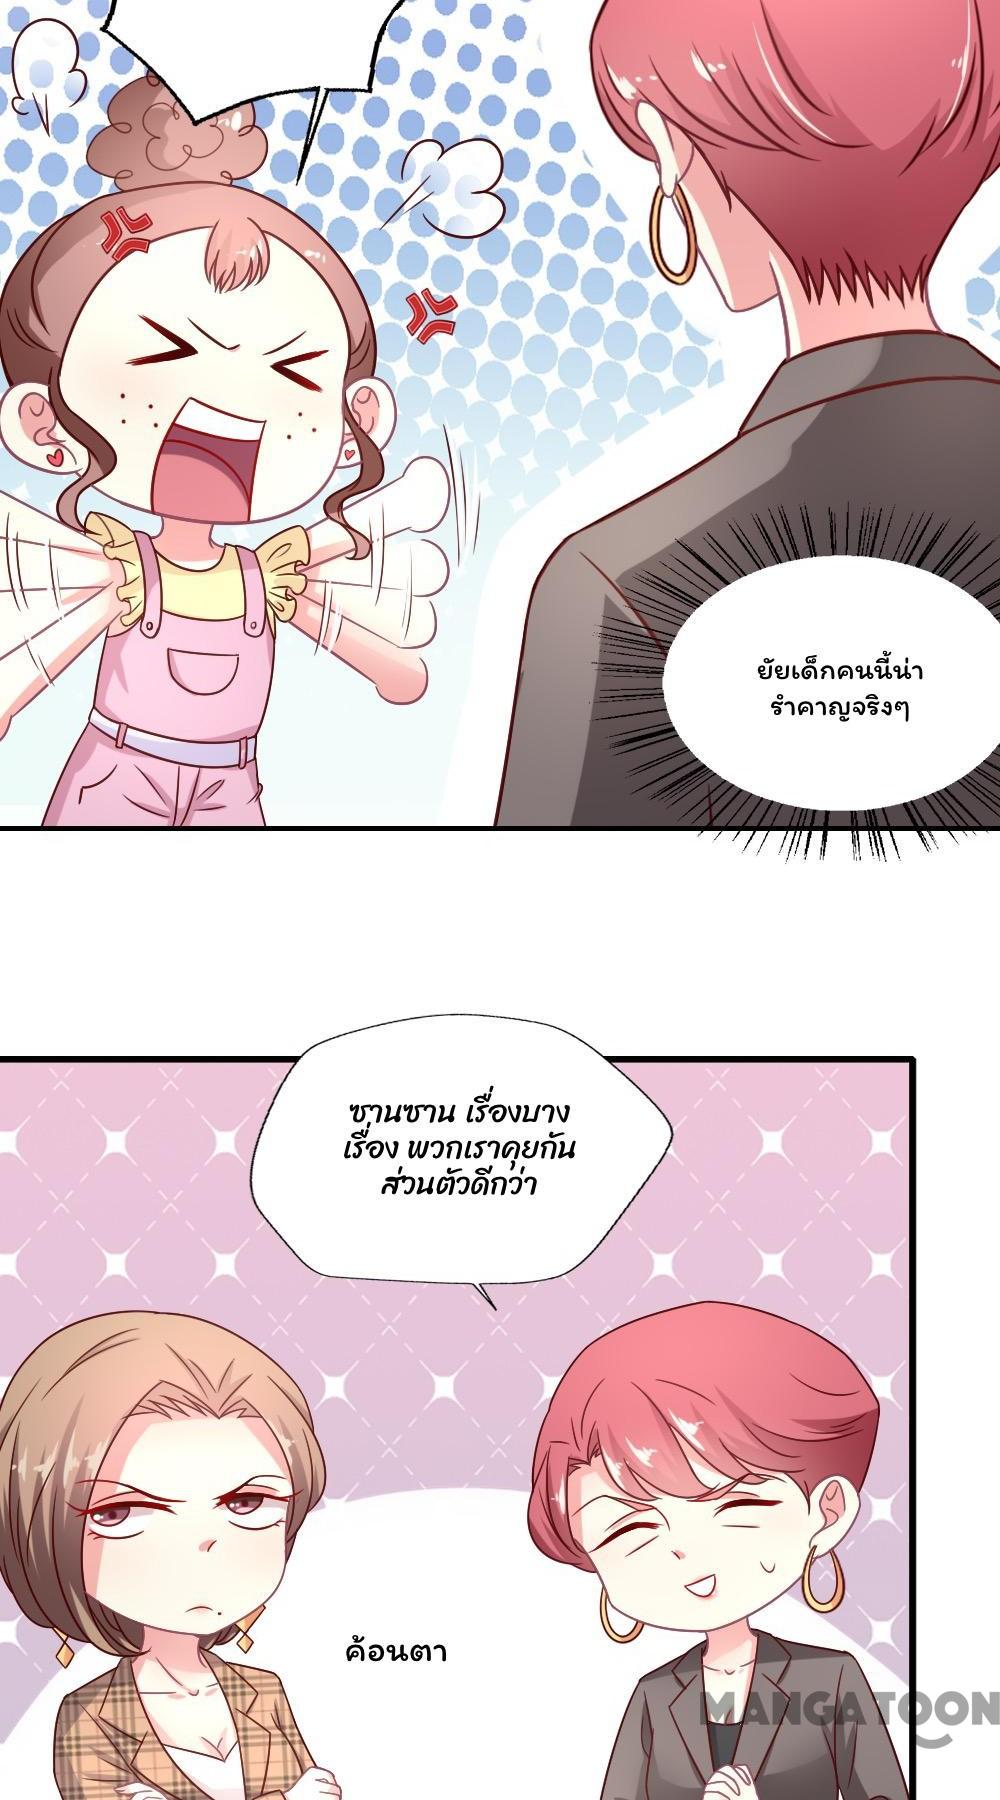 ยัยเด็กคนนี้น่า
รำคาญจริงๆ
ซานซาน เรื่องบาง
เรื่อง พวกเราคุยกัน
ส่วนตัวดีกว่า
ค้อนตา
MANGATOON